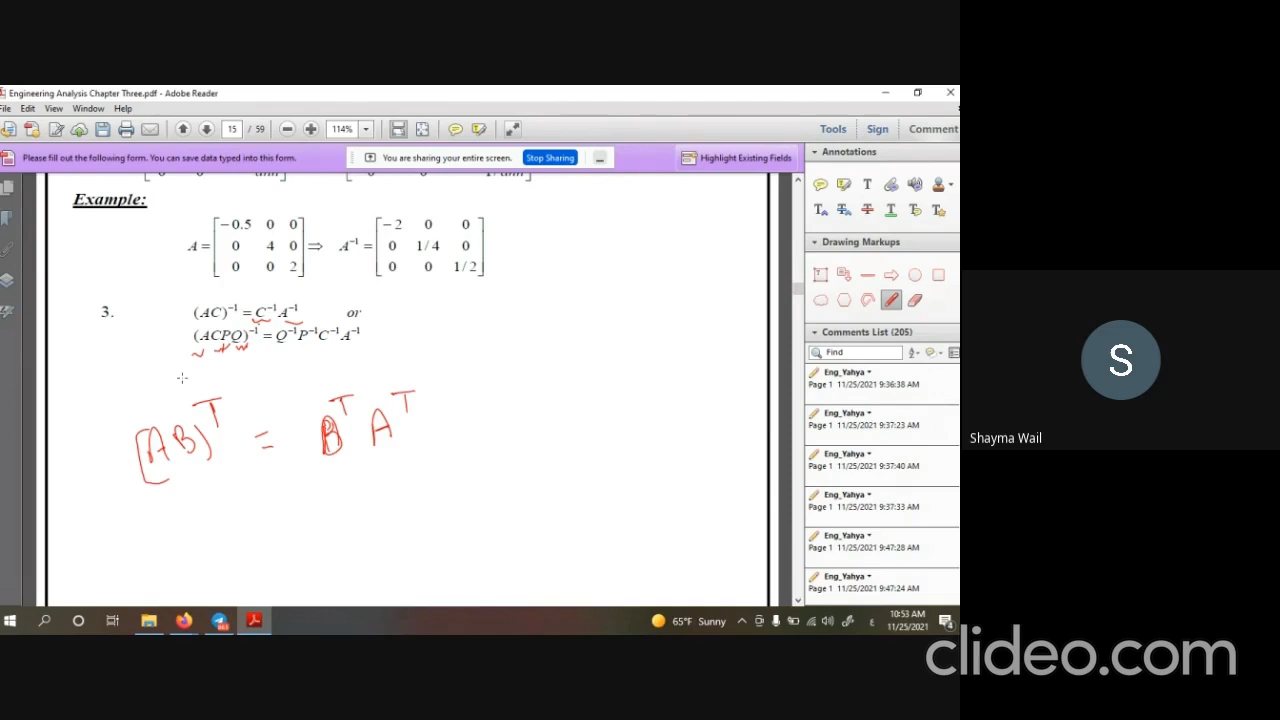 Engineering Analysis Chapter Three.pdf - Adobe Reader
File Edit View Window Help
15 / 59 114% Tools Sign Comment
Please fill out the following form. You can save data typed into this form.
You are sharing your entire screen. Stop Sharing
Highlight Existing Fields
Example:
A = [ -0.5 0 0 ; 0 4 0 ; 0 0 2 ] ⇒ A⁻¹ = [ -2 0 0 ; 0 1/4 0 ; 0 0 1/2 ]
3. (AC)⁻¹ = C⁻¹A⁻¹ or
(ACPQ)⁻¹ = Q⁻¹P⁻¹C⁻¹A⁻¹
(AB)ᵀ = Bᵀ Aᵀ
Annotations
Drawing Markups
Comments List (205)
Find
Eng_Yahya
Page 1 11/25/2021 9:36:38 AM
Eng_Yahya
Page 1 11/25/2021 9:37:23 AM
Eng_Yahya
Page 1 11/25/2021 9:37:40 AM
Eng_Yahya
Page 1 11/25/2021 9:37:33 AM
Eng_Yahya
Page 1 11/25/2021 9:47:28 AM
Eng_Yahya
Page 1 11/25/2021 9:47:24 AM
65°F Sunny
ع
10:53 AM
11/25/2021
4
S
Shayma Wail
clideo.com